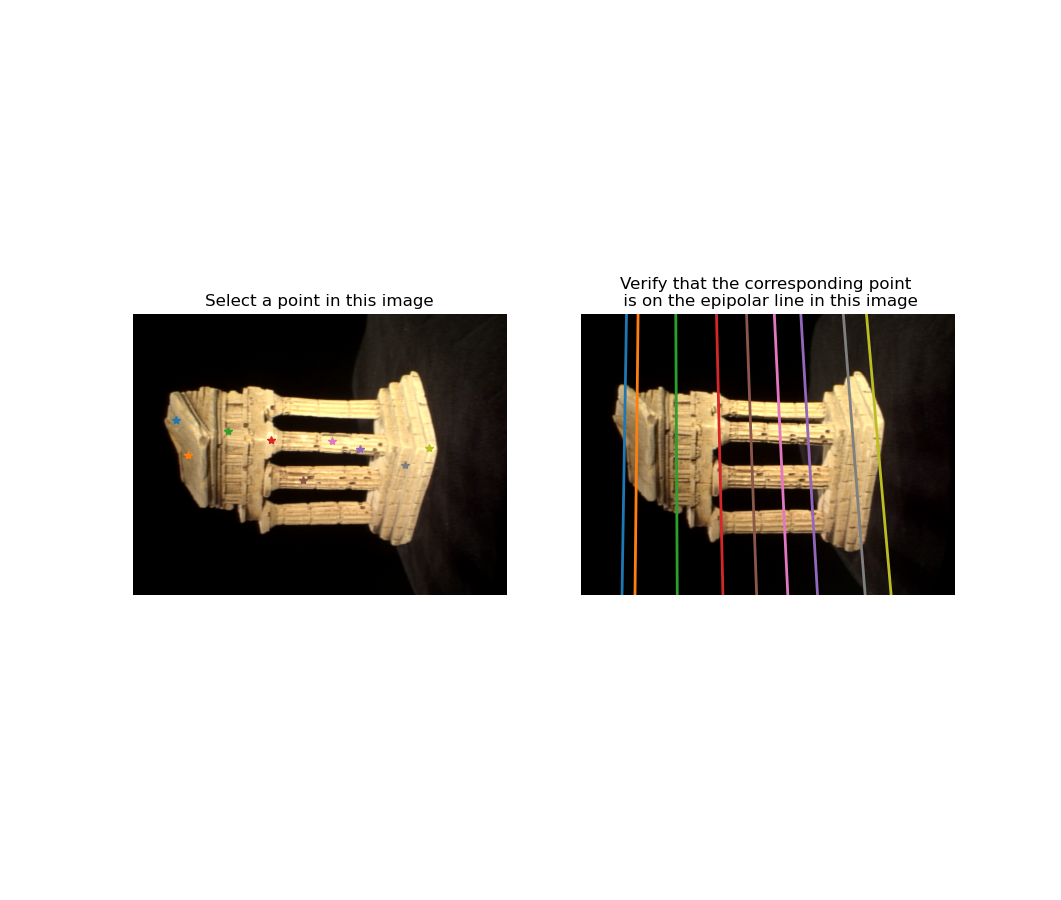 Select a point in this image
Verify that the corresponding point
is on the epipolar line in this image